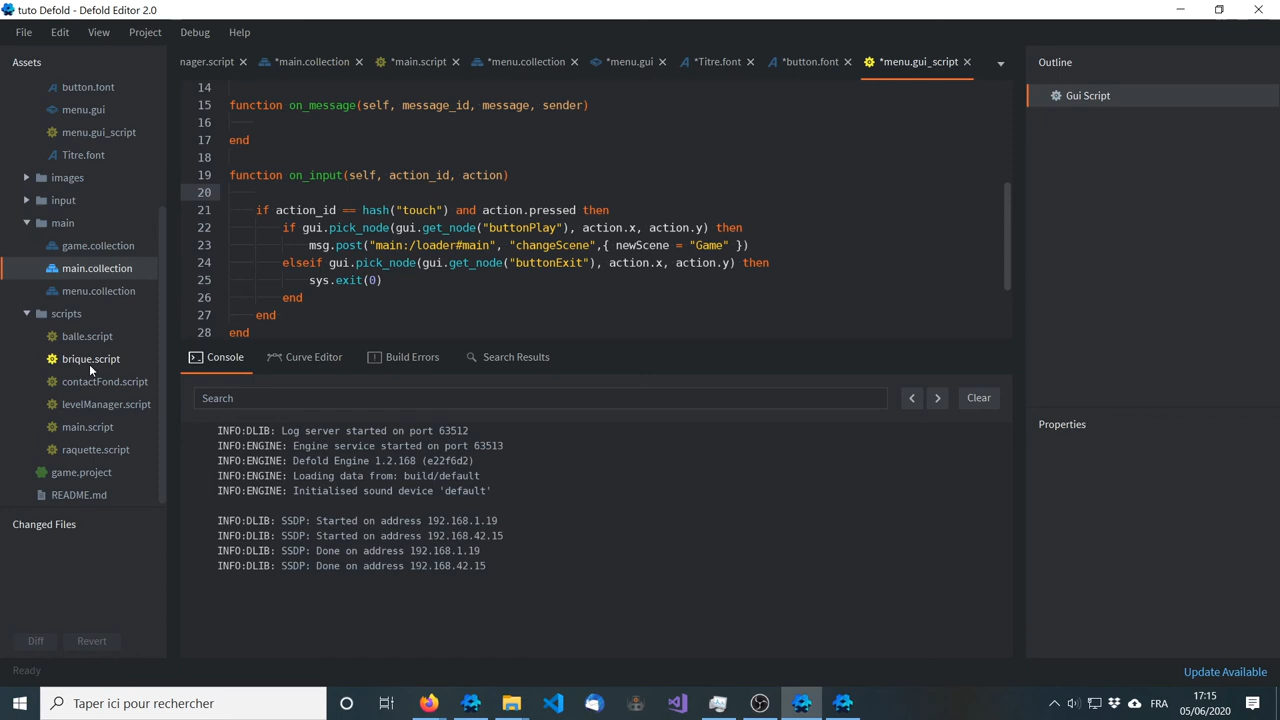 tuto Defold - Defold Editor 2.0
File Edit View Project Debug Help
Assets
nager.script *main.collection *main.script *menu.collection *menu.gui *Titre.font *button.font *menu.gui_script
Outline
button.font
menu.gui
menu.gui_script
Titre.font
images
input
main
game.collection
main.collection
menu.collection
scripts
balle.script
brique.script
contactFond.script
levelManager.script
main.script
raquette.script
game.project
README.md
14
15 function on_message(self, message_id, message, sender)
16
17 end
18
19 function on_input(self, action_id, action)
20
21 if action_id == hash("touch") and action.pressed then
22 if gui.pick_node(gui.get_node("buttonPlay"), action.x, action.y) then
23 msg.post("main:/loader#main", "changeScene",{ newScene = "Game" })
24 elseif gui.pick_node(gui.get_node("buttonExit"), action.x, action.y) then
25 sys.exit(0)
26 end
27 end
28 end
Gui Script
Console Curve Editor Build Errors Search Results
Search
Clear
INFO:DLIB: Log server started on port 63512
INFO:ENGINE: Engine service started on port 63513
INFO:ENGINE: Defold Engine 1.2.168 (e22f6d2)
INFO:ENGINE: Loading data from: build/default
INFO:ENGINE: Initialised sound device 'default'
INFO:DLIB: SSDP: Started on address 192.168.1.19
INFO:DLIB: SSDP: Started on address 192.168.42.15
INFO:DLIB: SSDP: Done on address 192.168.1.19
INFO:DLIB: SSDP: Done on address 192.168.42.15
Properties
Changed Files
Diff Revert
Ready
Update Available
Taper ici pour rechercher
FRA
17:15
05/06/2020